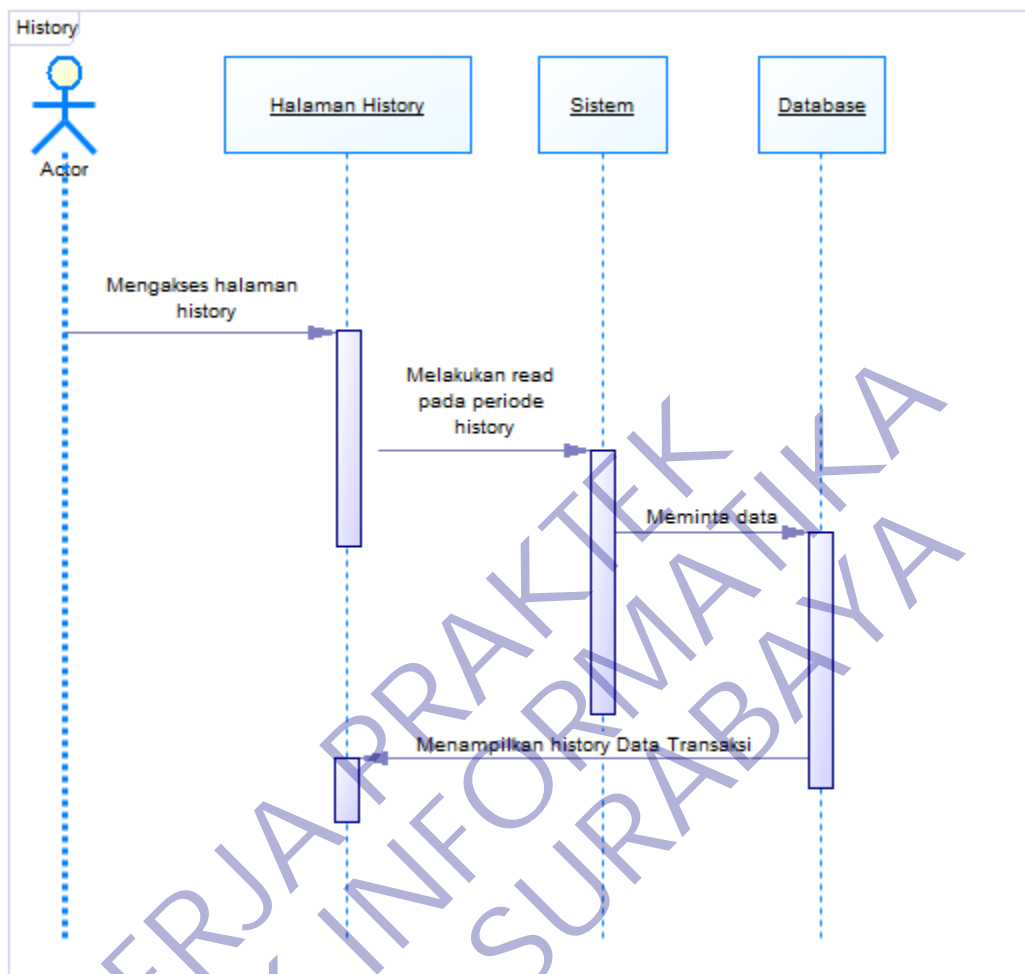 History
Halaman History
Sistem
Database
Actor
Mengakses halaman
history
Melakukan read
pada periode
history
Meminta data
Menampilkan history Data Transaksi
ERJA PRAKTEK
K INFORMATIKA
SURABAYA